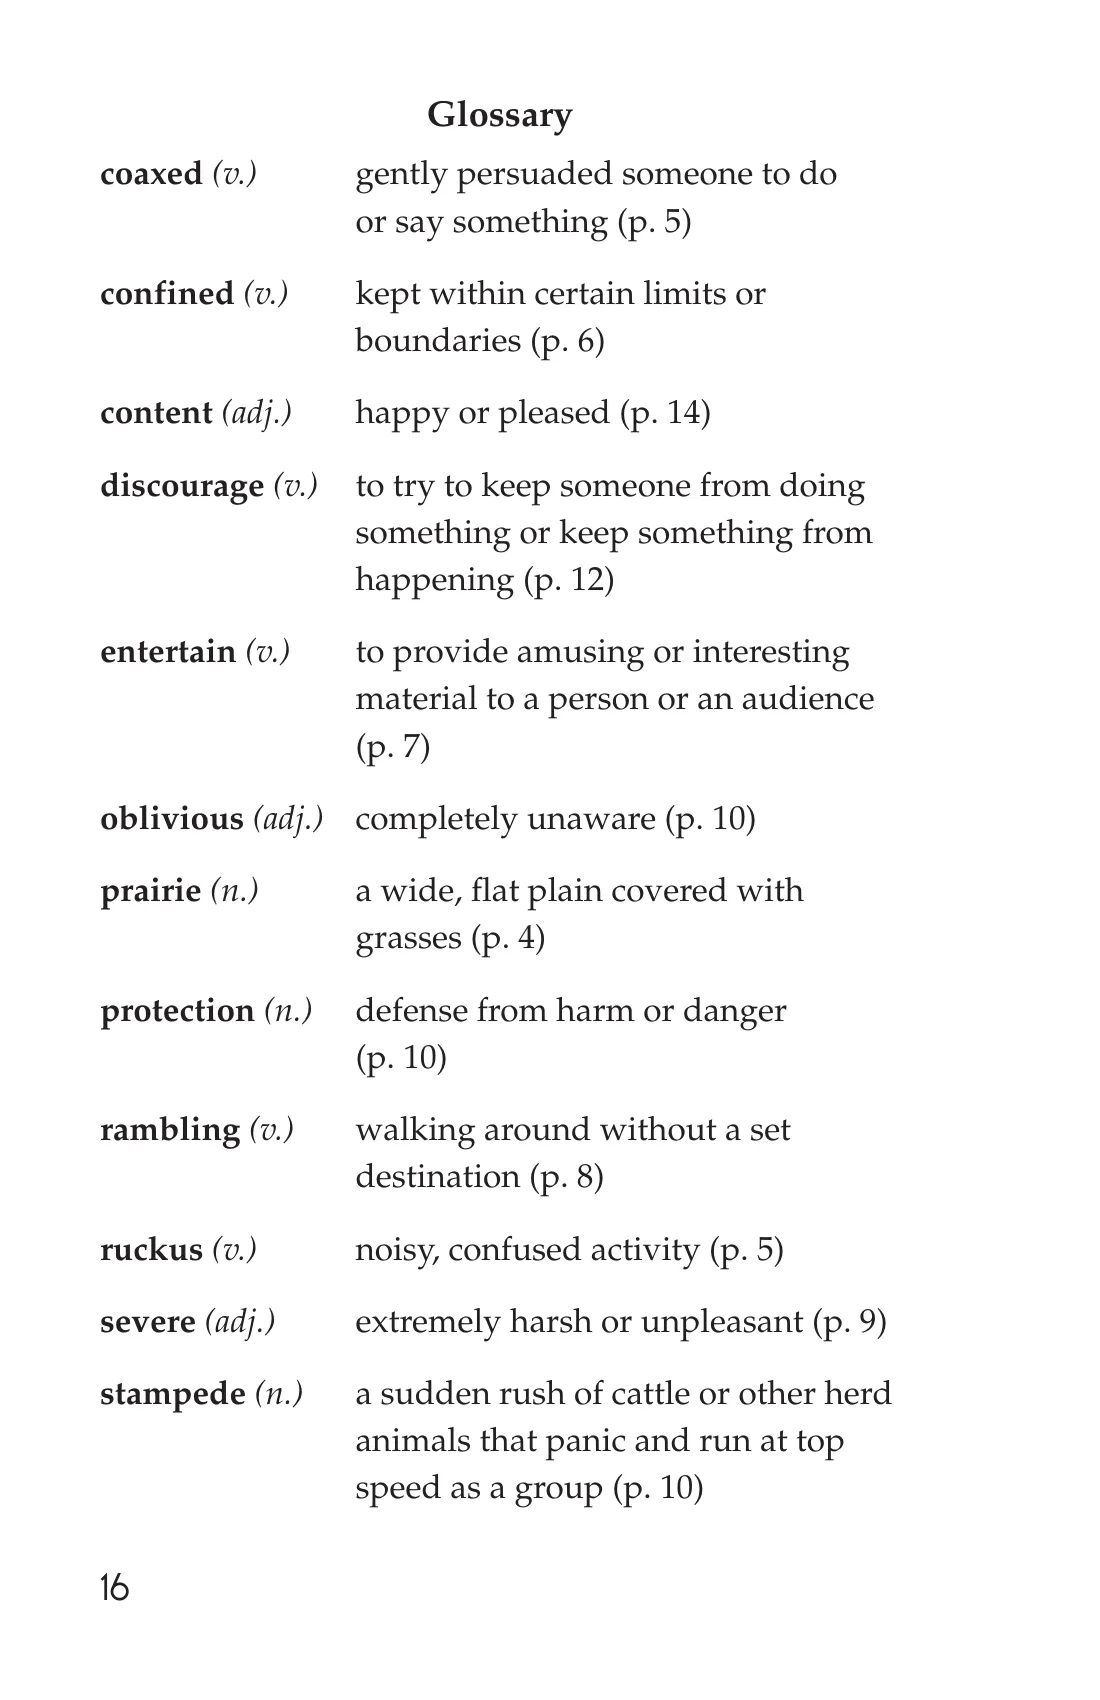 Glossary
coaxed (v.) gently persuaded someone to do
or say something (p. 5)
confined (v.) kept within certain limits or
boundaries (p. 6)
content (adj.) happy or pleased (p. 14)
discourage (v.) to try to keep someone from doing
something or keep something from
happening (p. 12)
entertain (v.) to provide amusing or interesting
material to a person or an audience
(p. 7)
oblivious (adj.) completely unaware (p. 10)
prairie (n.) a wide, flat plain covered with
grasses (p. 4)
protection (n.) defense from harm or danger
(p. 10)
rambling (v.) walking around without a set
destination (p. 8)
ruckus (v.) noisy, confused activity (p. 5)
severe (adj.) extremely harsh or unpleasant (p. 9)
stampede (n.) a sudden rush of cattle or other herd
animals that panic and run at top
speed as a group (p. 10)
16